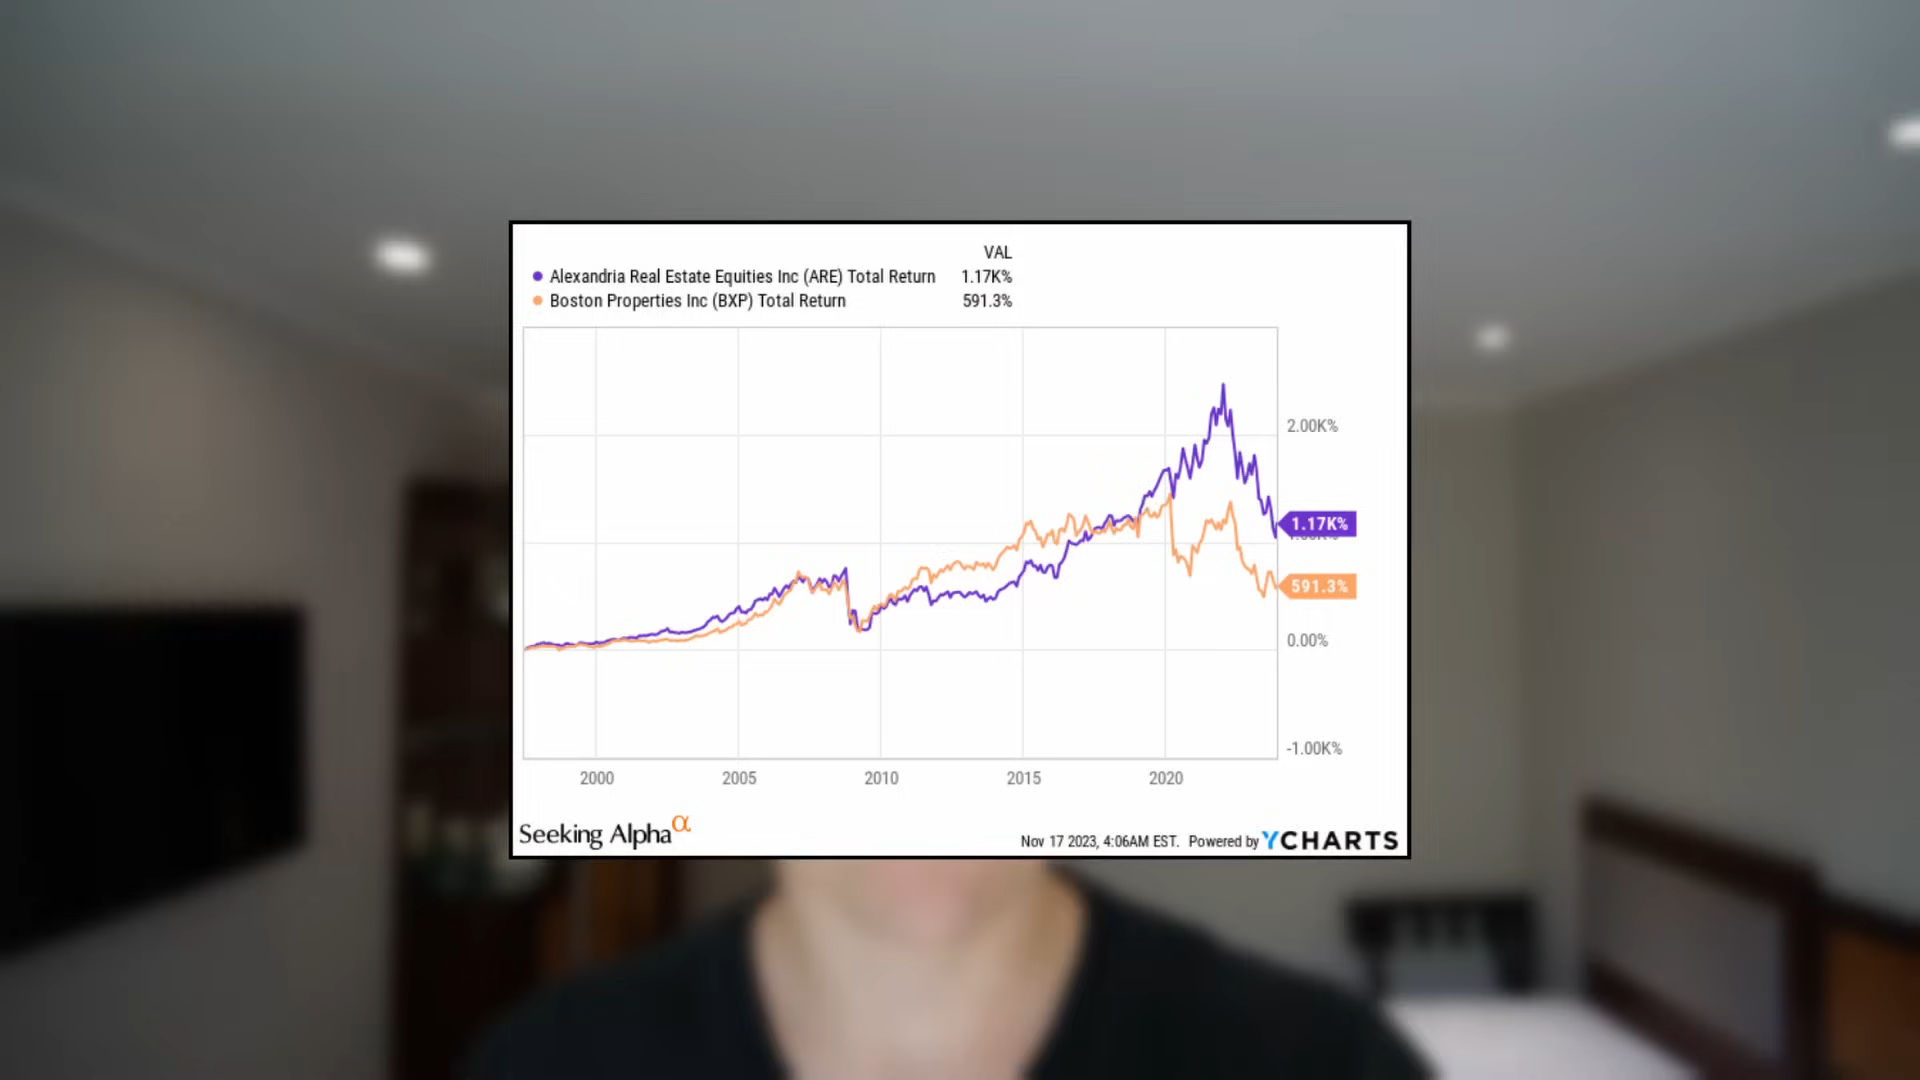 VAL
Alexandria Real Estate Equities Inc (ARE) Total Return 1.17K%
Boston Properties Inc (BXP) Total Return 591.3%
2.00K%
1.17K%
591.3%
0.00%
-1.00K%
2000 2005 2010 2015 2020
Seeking Alpha α
Nov 17 2023, 4:06AM EST. Powered by YCHARTS